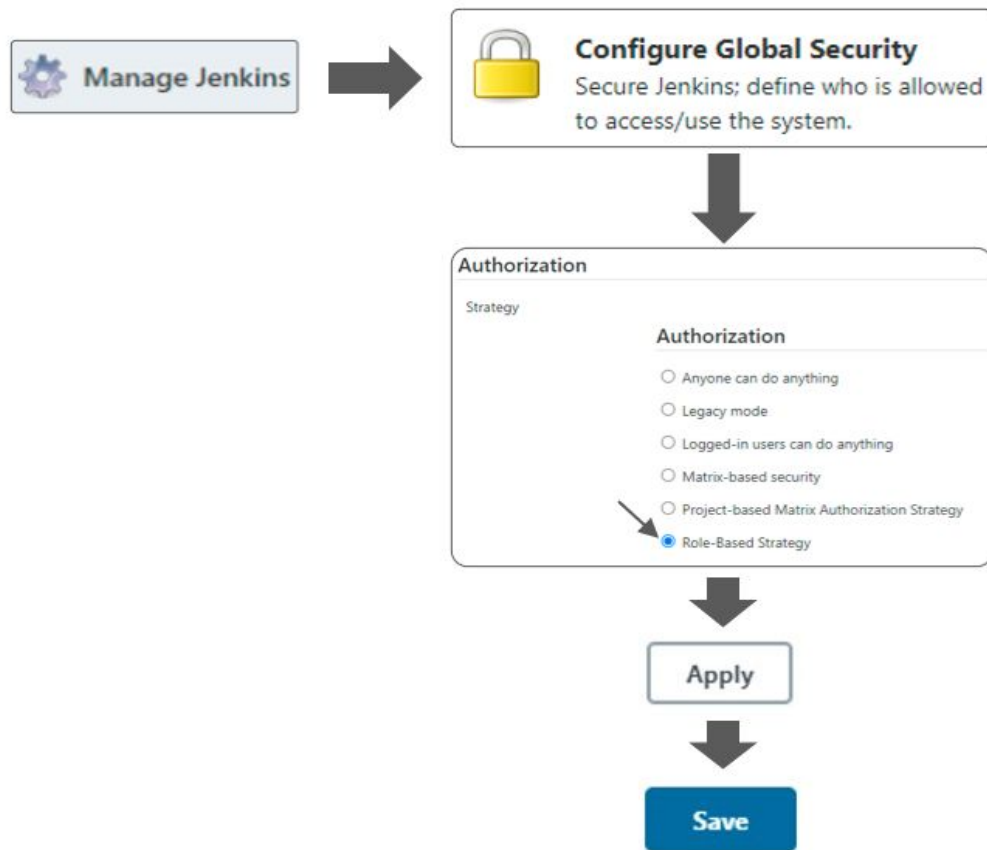 Manage Jenkins
Configure Global Security
Secure Jenkins; define who is allowed
to access/use the system.
Authorization
Strategy
Authorization
Anyone can do anything
Legacy mode
Logged-in users can do anything
Matrix-based security
Project-based Matrix Authorization Strategy
Role-Based Strategy
Apply
Save